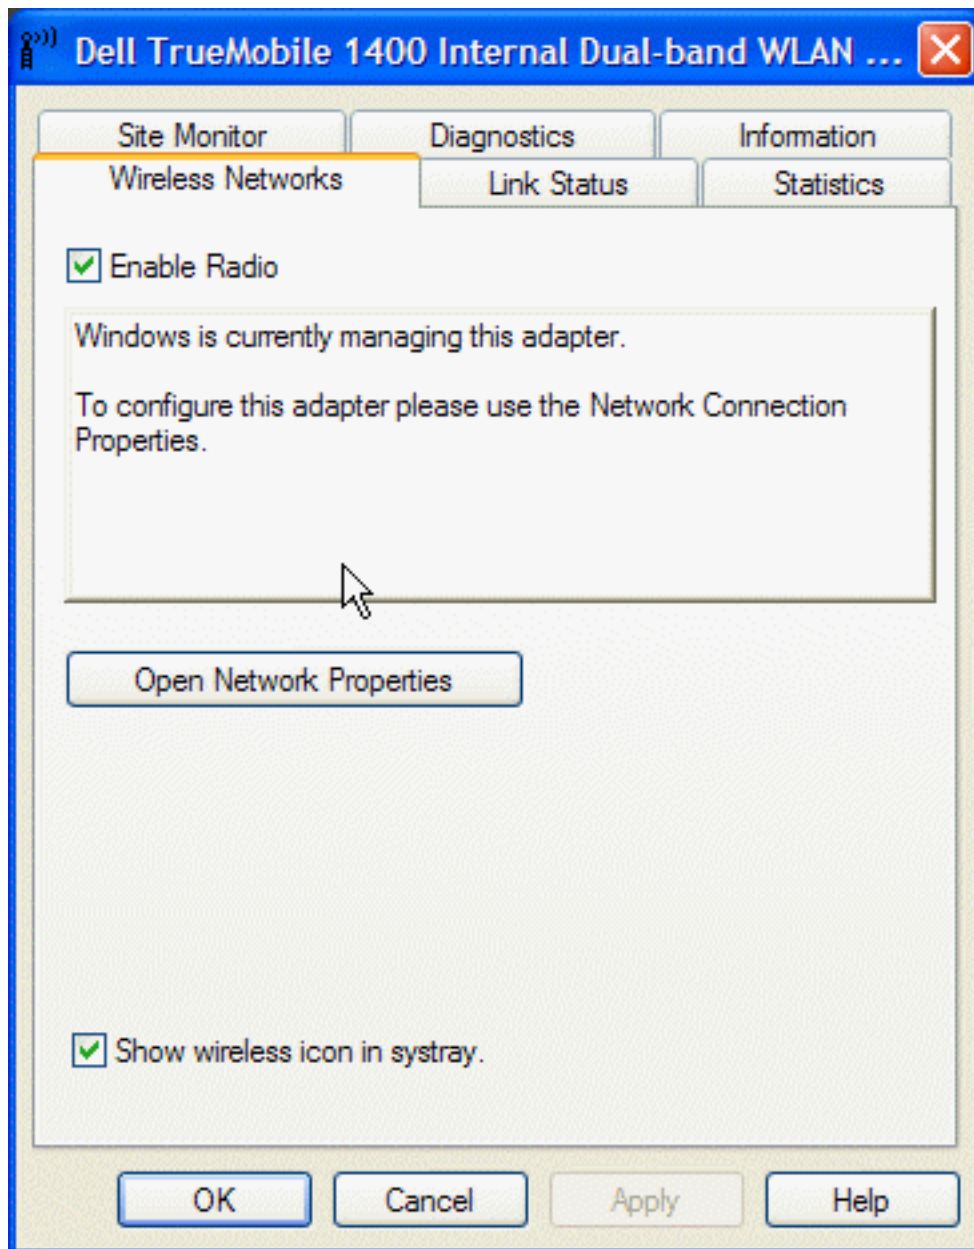 Dell TrueMobile 1400 Internal Dual-band WLAN ...
Site Monitor
Diagnostics
Information
Wireless Networks
Link Status
Statistics
Enable Radio
Windows is currently managing this adapter.
To configure this adapter please use the Network Connection
Properties.
Open Network Properties
Show wireless icon in systray.
OK
Cancel
Apply
Help